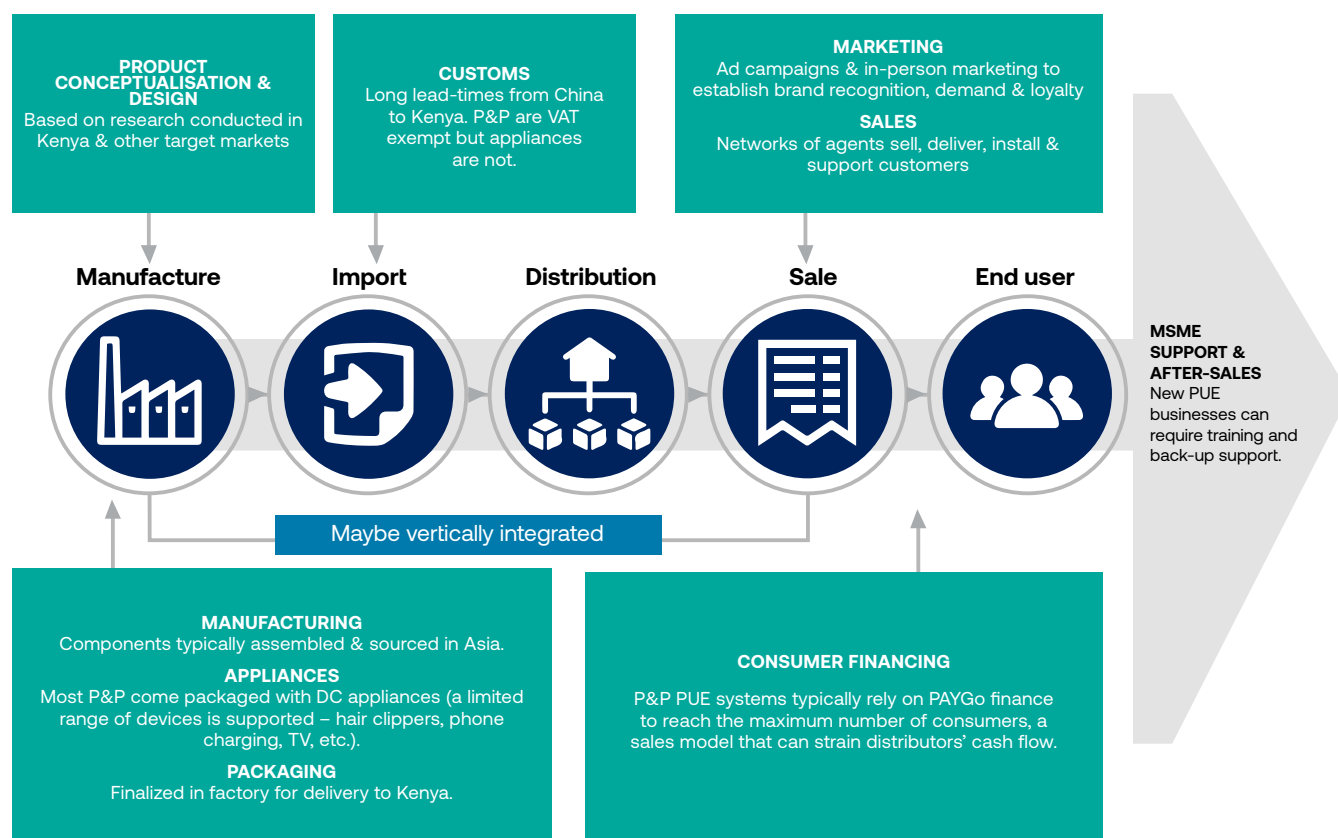 PRODUCT
CONCEPTUALISATION &
DESIGN
Based on research conducted in
Kenya & other target markets
CUSTOMS
Long lead-times from China
to Kenya. P&P are VAT
exempt but appliances
are not.
MARKETING
Ad campaigns & in-person marketing to
establish brand recognition, demand & loyalty
SALES
Networks of agents sell, deliver, install &
support customers
Manufacture
Import
Distribution
Sale
End user
MSME
SUPPORT &
AFTER-SALES
New PUE
businesses can
require training and
back-up support.
Maybe vertically integrated
MANUFACTURING
Components typically assembled & sourced in Asia.
APPLIANCES
Most P&P come packaged with DC appliances (a limited
range of devices is supported – hair clippers, phone
charging, TV, etc.).
PACKAGING
Finalized in factory for delivery to Kenya.
CONSUMER FINANCING
P&P PUE systems typically rely on PAYGo finance
to reach the maximum number of consumers, a
sales model that can strain distributors’ cash flow.